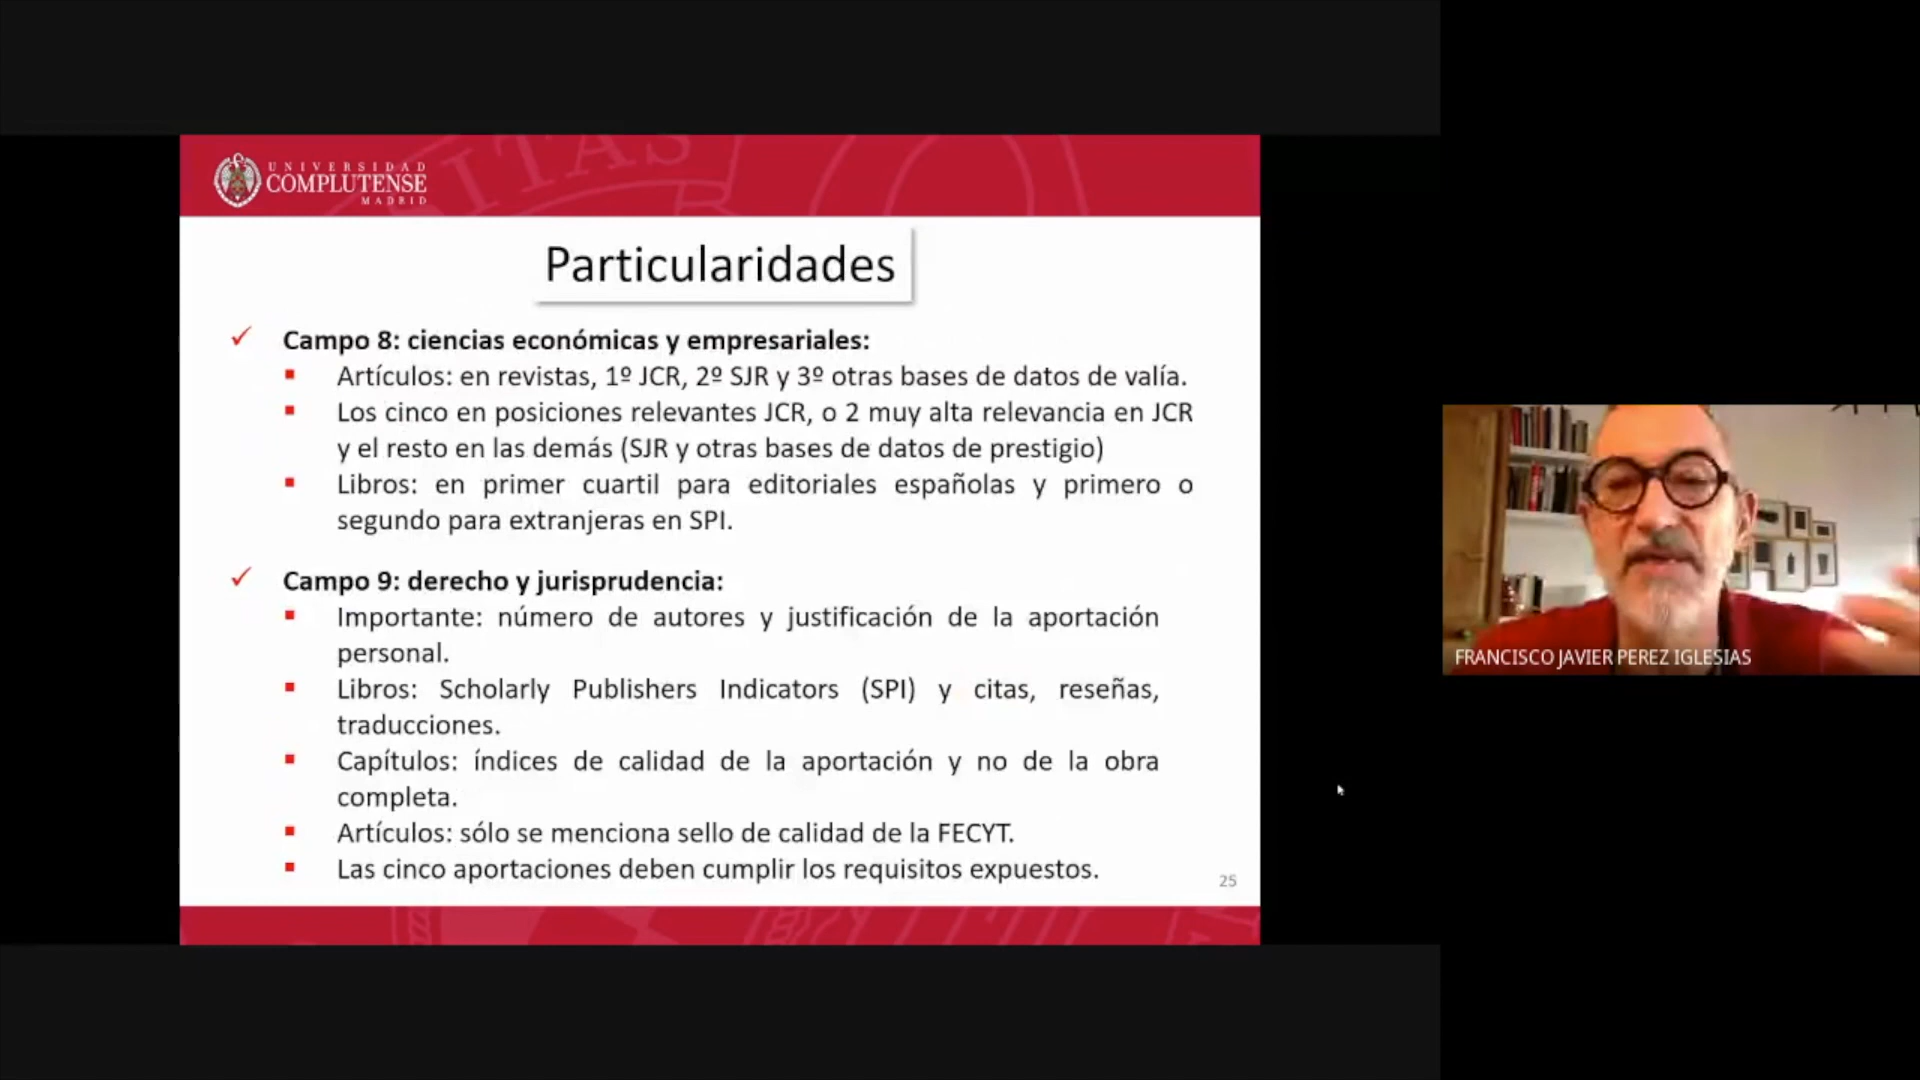 UNIVERSIDAD
COMPLUTENSE
MADRID
ITAS
Particularidades
Campo 8: ciencias económicas y empresariales:
Artículos: en revistas, 1º JCR, 2º SJR y 3º otras bases de datos de valía.
Los cinco en posiciones relevantes JCR, o 2 muy alta relevancia en JCR
y el resto en las demás (SJR y otras bases de datos de prestigio)
Libros: en primer cuartil para editoriales españolas y primero o
segundo para extranjeras en SPI.
Campo 9: derecho y jurisprudencia:
Importante: número de autores y justificación de la aportación
personal.
Libros: Scholarly Publishers Indicators (SPI) y citas, reseñas,
traducciones.
Capítulos: índices de calidad de la aportación y no de la obra
completa.
Artículos: sólo se menciona sello de calidad de la FECYT.
Las cinco aportaciones deben cumplir los requisitos expuestos.
25
FRANCISCO JAVIER PEREZ IGLESIAS